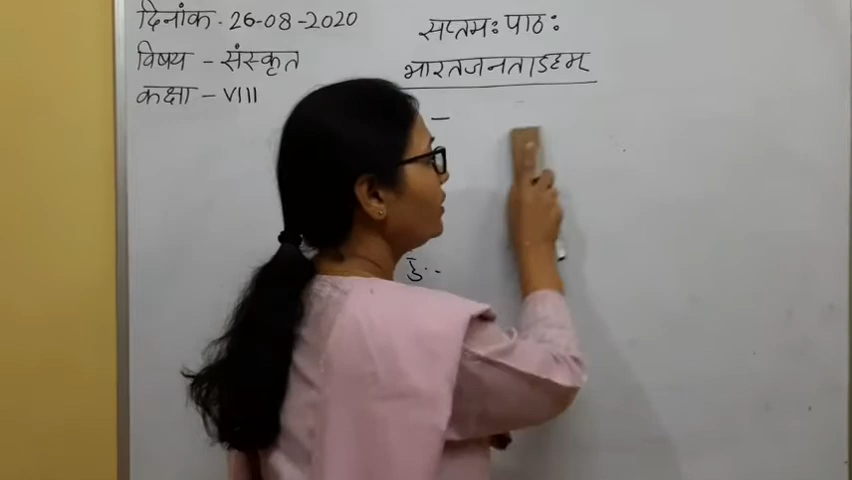 दिनांक. 26-08-2020
विषय - संस्कृत
कक्षा - VIII
सप्तमः पाठः
भारतजनताऽहम्